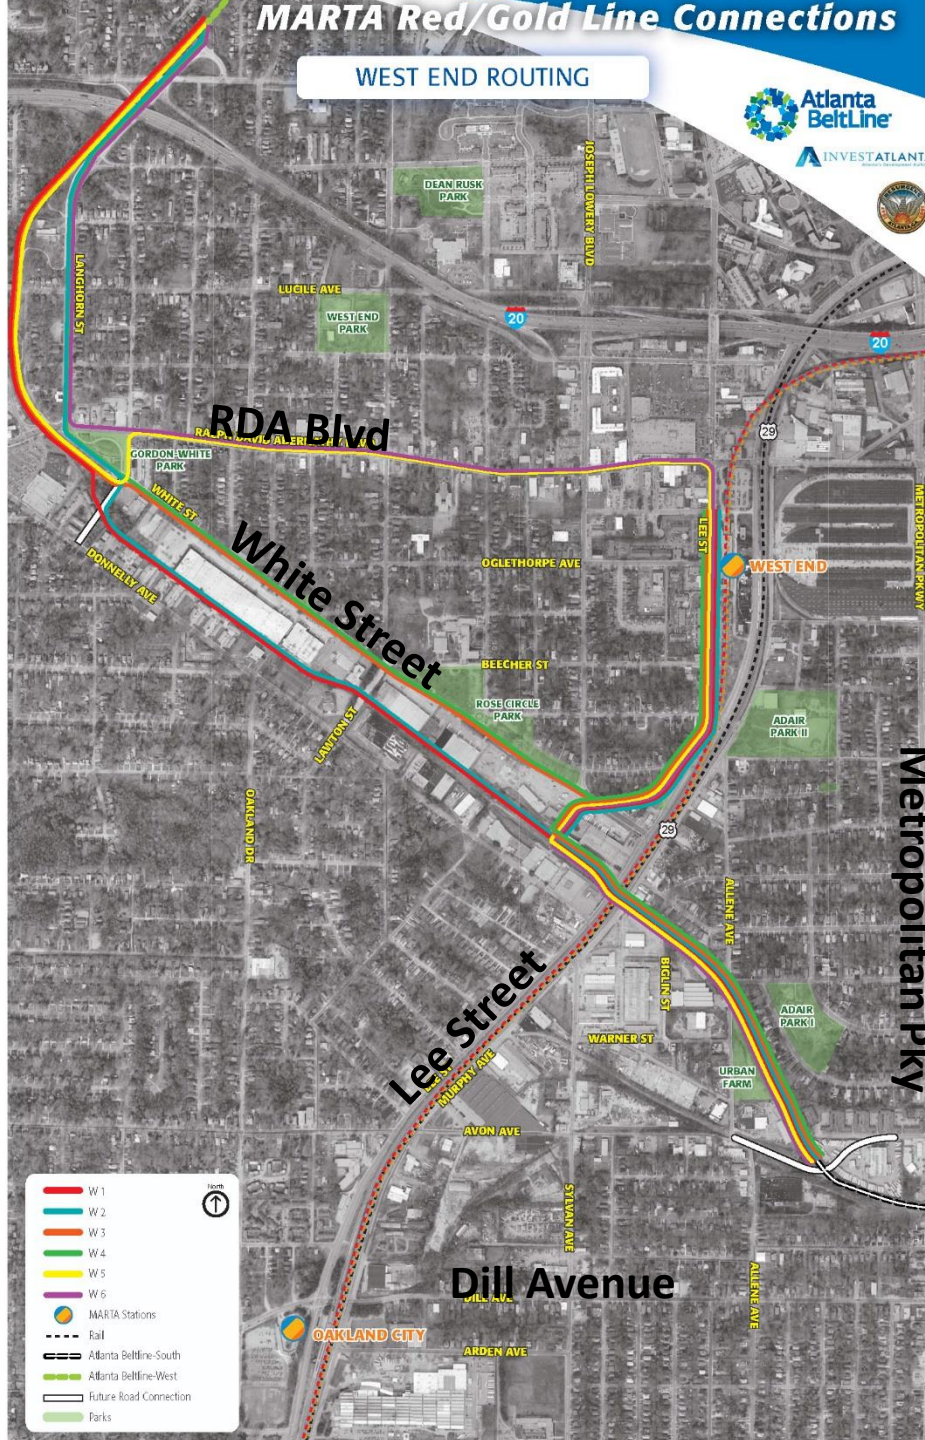 MARTA Red/Gold Line Connections
WEST END ROUTING
Atlanta
BeltLine
INVESTATLANTA
DEAN RUSK
PARK
JOSEPH LOWERY BLVD
LANGHORN ST
LUCILE AVE
WEST END
PARK
20
20
RDA Blvd
29
GORDON-WHITE
PARK
WHITE ST
METROPOLITAN PKWY
LEE ST
White Street
OGLETHORPE AVE
WEST END
DONNELLY AVE
BEECHER ST
ROSE CIRCLE
PARK
ADAIR
PARK II
LAWTON ST
Metropolitan Pky
OAKLAND DR
29
ALLENE AVE
Lee Street
BIGLIN ST
ADAIR
PARK I
WARNER ST
MURPHY AVE
URBAN
FARM
AVON AVE
W 1
North
W 2
W 3
W 4
W 5
W 6
MARTA Stations
Rail
Atlanta Beltline-South
Atlanta Beltline-West
Future Road Connection
Parks
SYLVAN AVE
Dill Avenue
DILL AVE
ALLENE AVE
OAKLAND CITY
ARDEN AVE